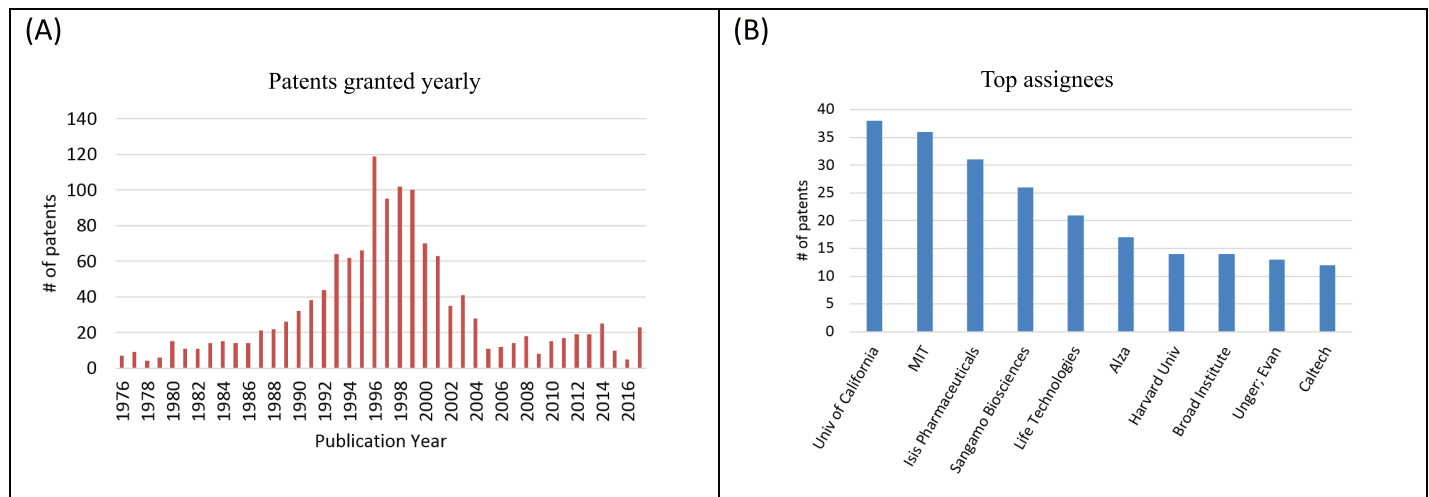 (A)
Patents granted yearly
140
120
100
80
60
40
20
0
# of patents
1976
1978
1980
1982
1984
1986
1988
1990
1992
1994
1996
1998
2000
2002
2004
2006
2008
2010
2012
2014
2016
Publication Year
(B)
Top assignees
40
35
30
25
20
15
10
5
0
# of patents
Univ of California
MIT
Isis Pharmaceuticals
Sangamo Biosciences
Life Technologies
Alza
Harvard Univ
Broad Institute
Unger; Evan
Caltech